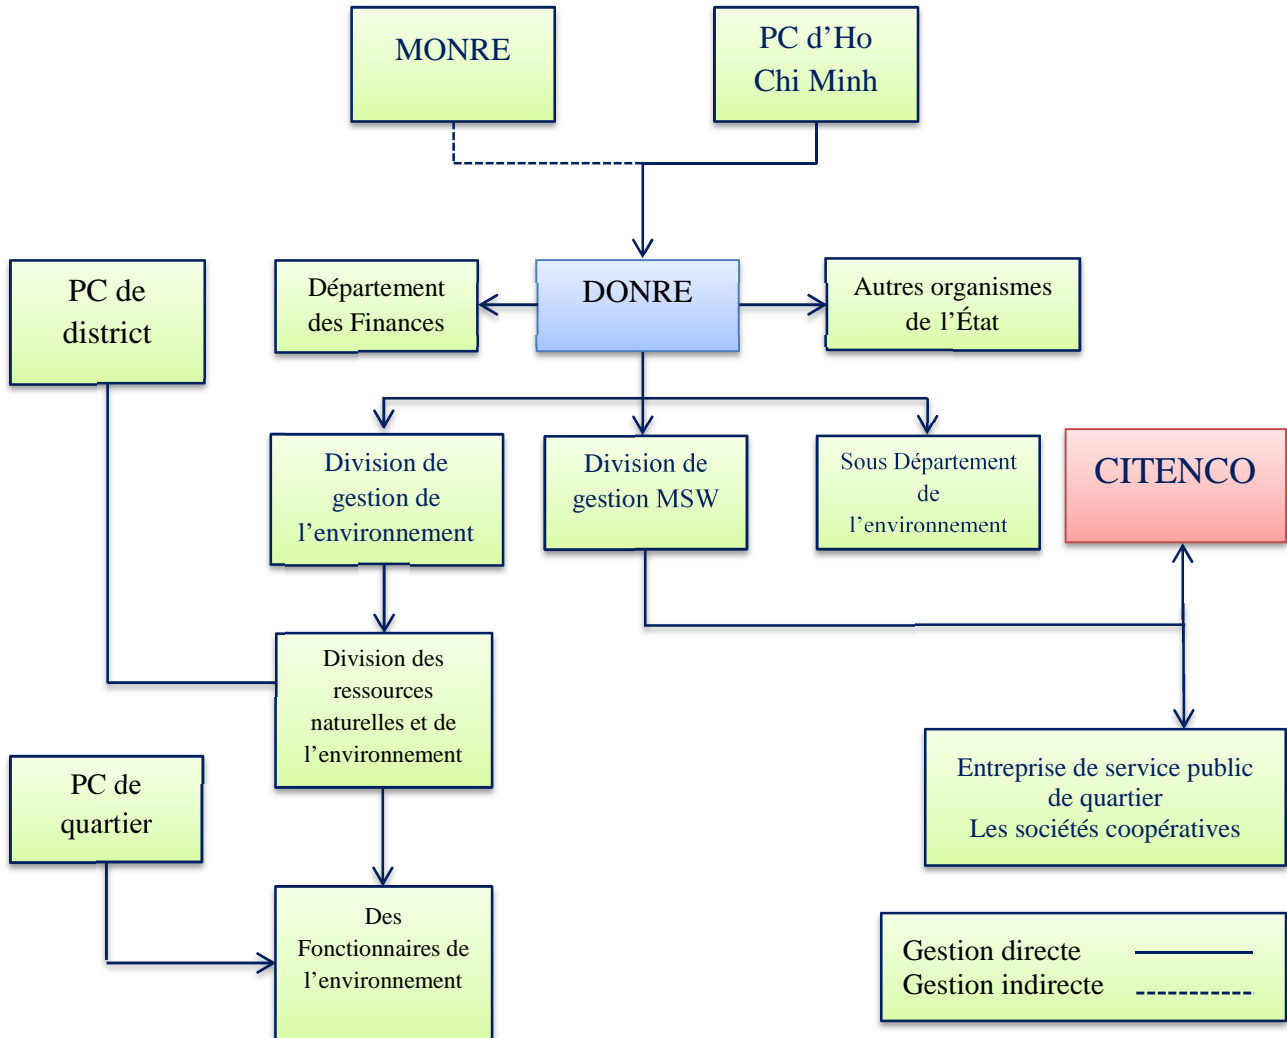 MONRE
PC d’Ho
Chi Minh
PC de
district
Département
des Finances
DONRE
Autres organismes
de l’État
Division de
gestion de
l’environnement
Division de
gestion MSW
Sous Département
de
l’environnement
CITENCO
Division des
ressources
naturelles et de
l’environnement
PC de
quartier
Entreprise de service public
de quartier
Les sociétés coopératives
Des
Fonctionnaires de
l’environnement
Gestion directe
Gestion indirecte